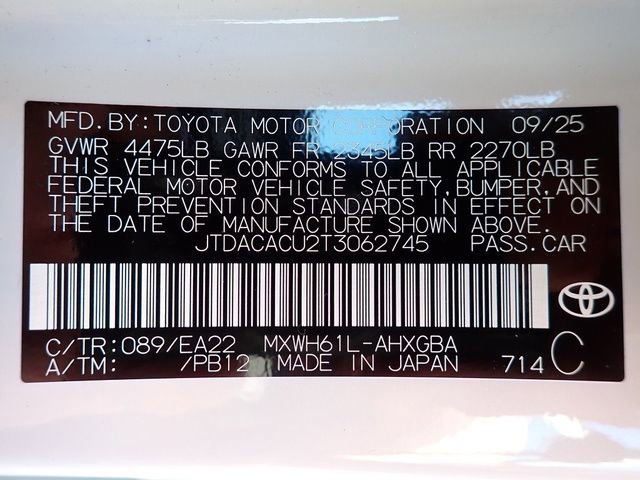 MFD. BY: TOYOTA MOTOR CORPORATION 09/25
GVWR 4475LB GAWR FR 2345LB RR 2270LB
THIS VEHICLE CONFORMS TO ALL APPLICABLE
FEDERAL MOTOR VEHICLE SAFETY, BUMPER, AND
THEFT PREVENTION STANDARDS IN EFFECT ON
THE DATE OF MANUFACTURE SHOWN ABOVE.
JTDACACU2T3062745 PASS. CAR
C/TR: 089/EA22 MXWH61L-AHXGBA
A/TM: /PB12 MADE IN JAPAN 714 C